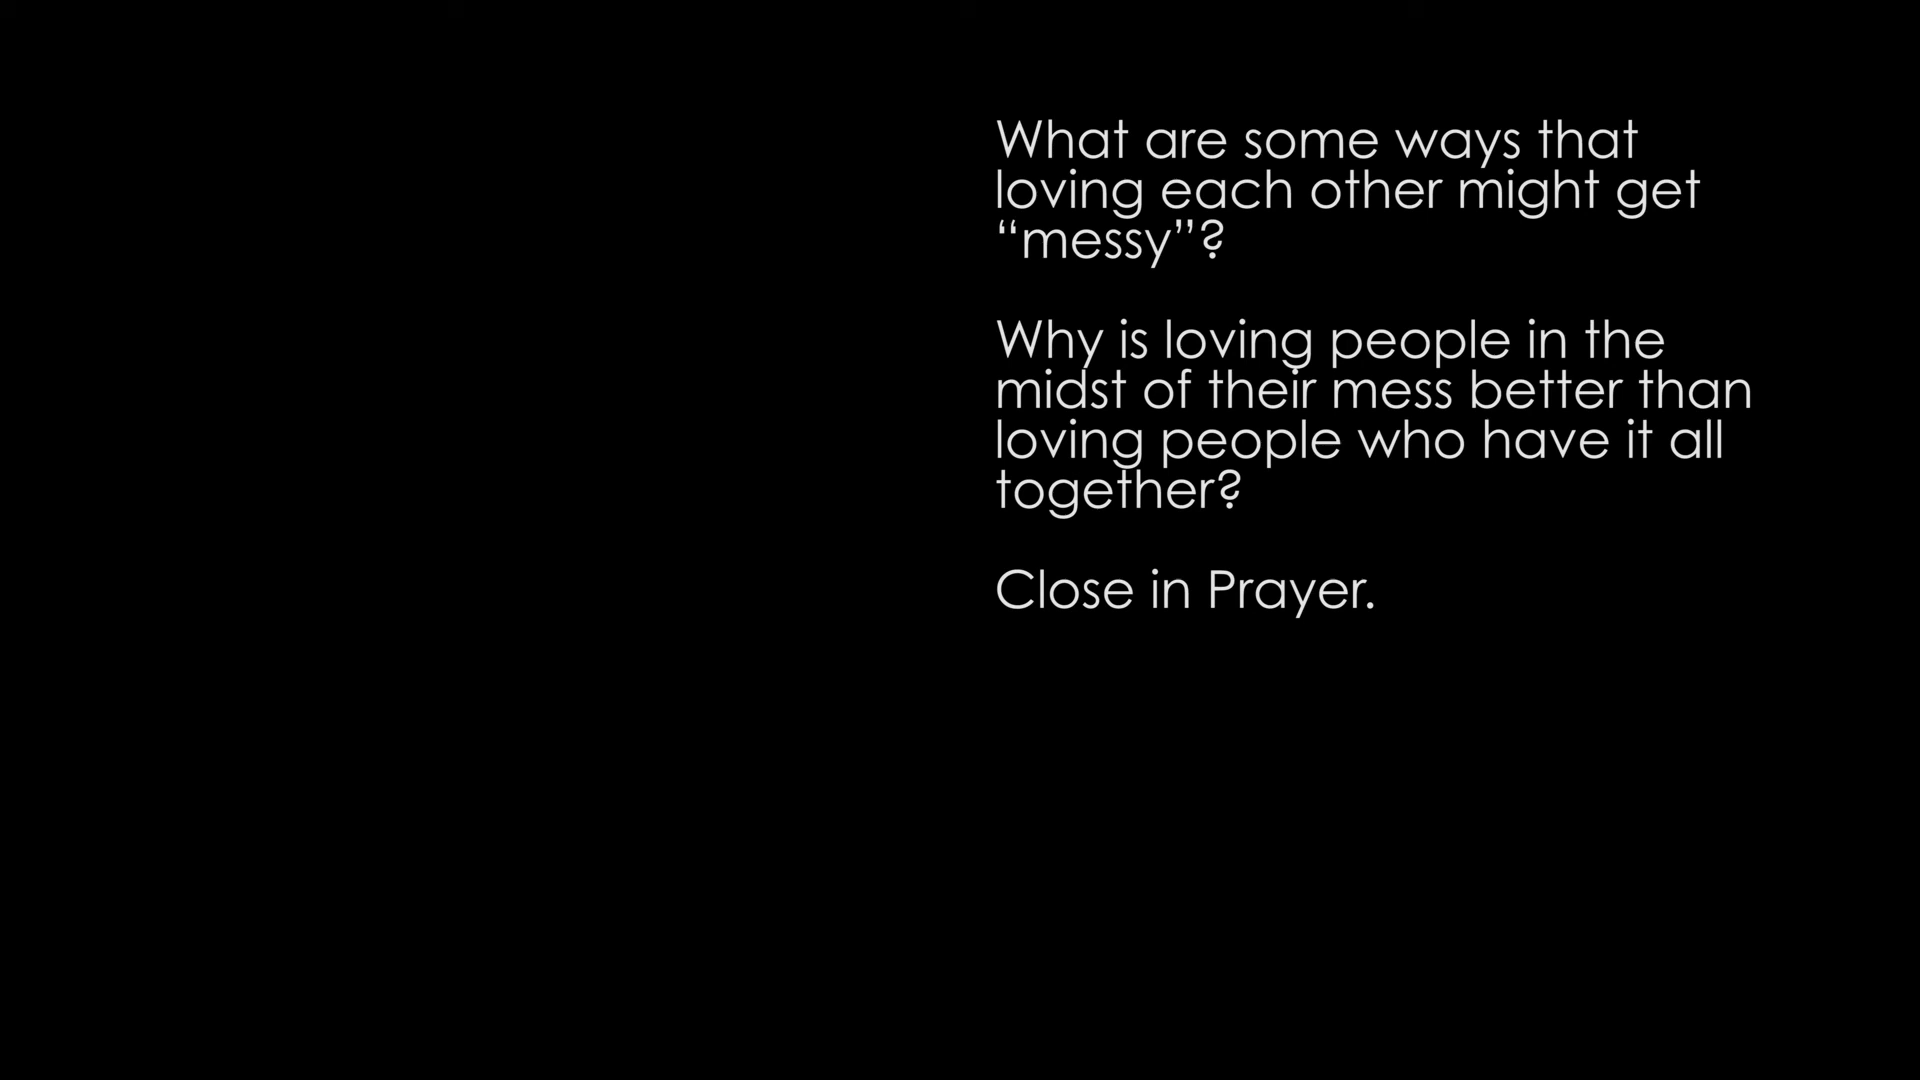 What are some ways that
loving each other might get
“messy”?
Why is loving people in the
midst of their mess better than
loving people who have it all
together?
Close in Prayer.